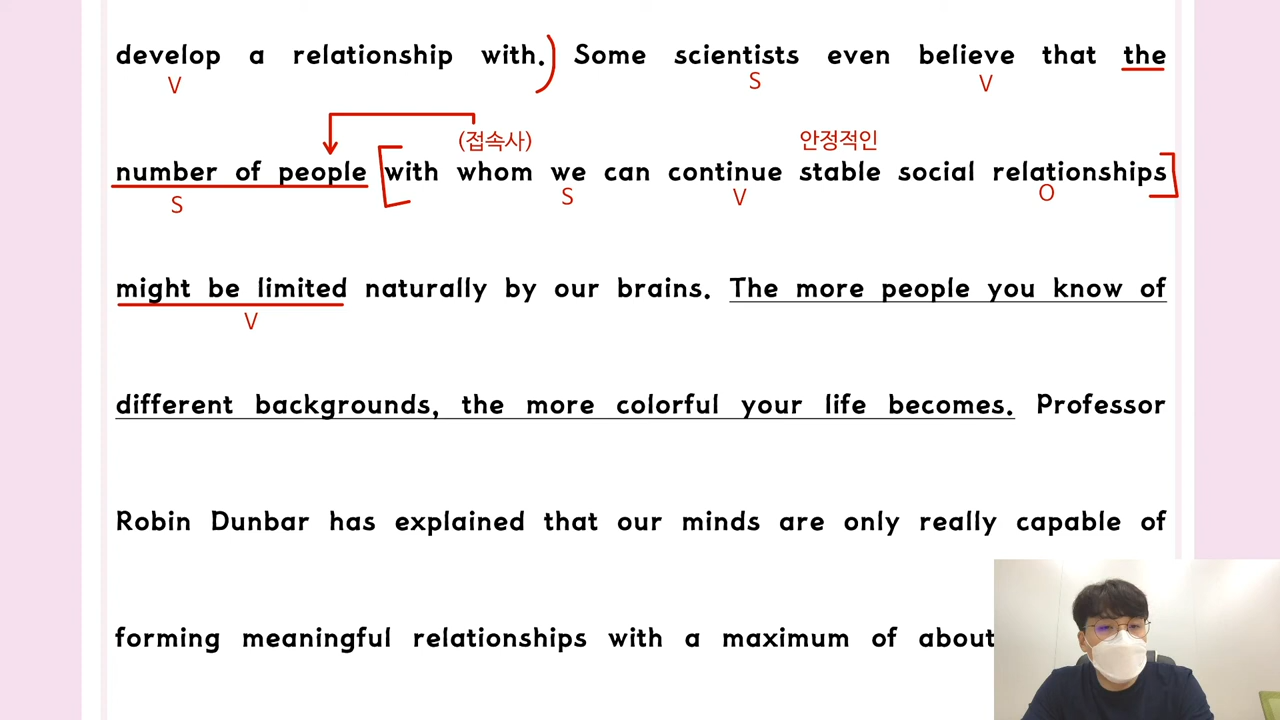 develop a relationship with.) Some scientists even believe that the
V S V
(접속사) 안정적인
number of people [with whom we can continue stable social relationships]
S S V O
might be limited naturally by our brains. The more people you know of
V
different backgrounds, the more colorful your life becomes. Professor
Robin Dunbar has explained that our minds are only really capable of
forming meaningful relationships with a maximum of about